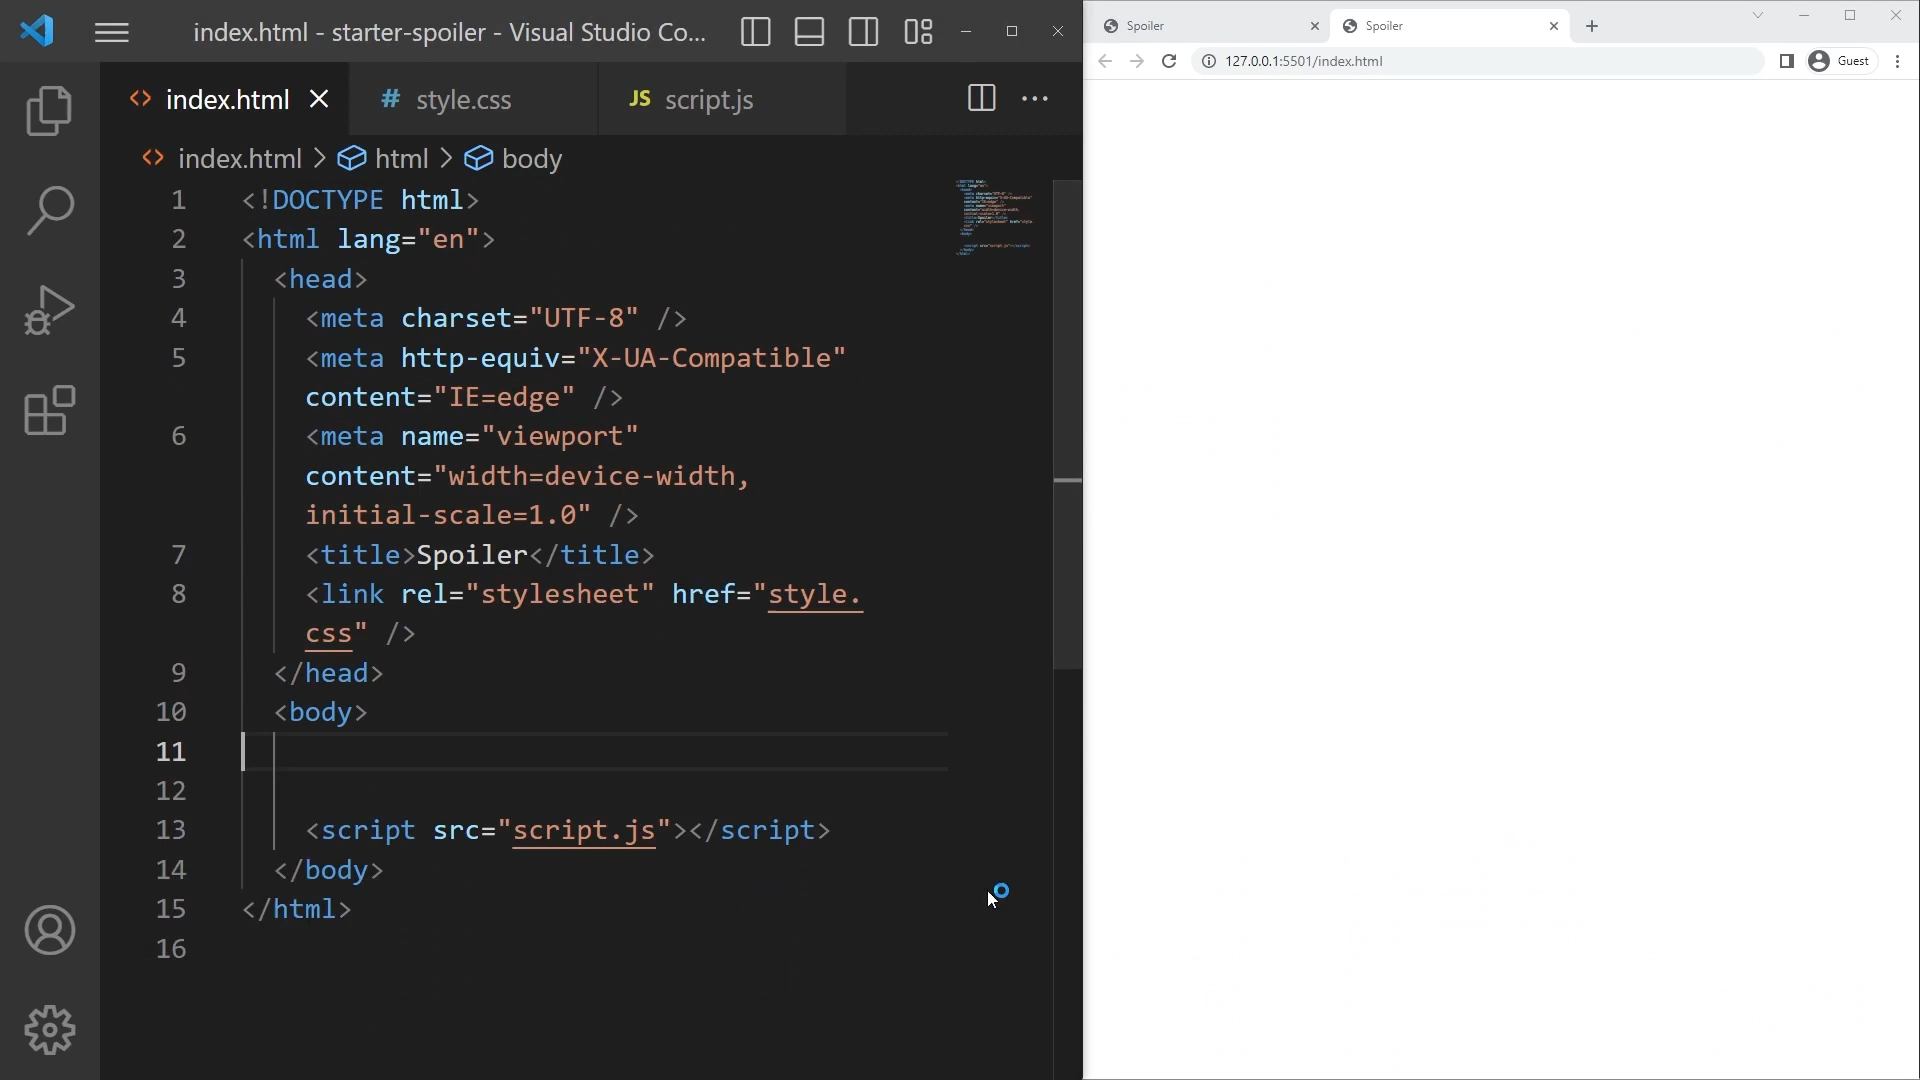 index.html - starter-spoiler - Visual Studio Co...
index.html
# style.css
JS script.js
index.html > html > body
1 <!DOCTYPE html>
2 <html lang="en">
3 <head>
4 <meta charset="UTF-8" />
5 <meta http-equiv="X-UA-Compatible"
content="IE=edge" />
6 <meta name="viewport"
content="width=device-width,
initial-scale=1.0" />
7 <title>Spoiler</title>
8 <link rel="stylesheet" href="style.
css" />
9 </head>
10 <body>
11
12
13 <script src="script.js"></script>
14 </body>
15 </html>
16
Spoiler
Spoiler
127.0.0.1:5501/index.html
Guest